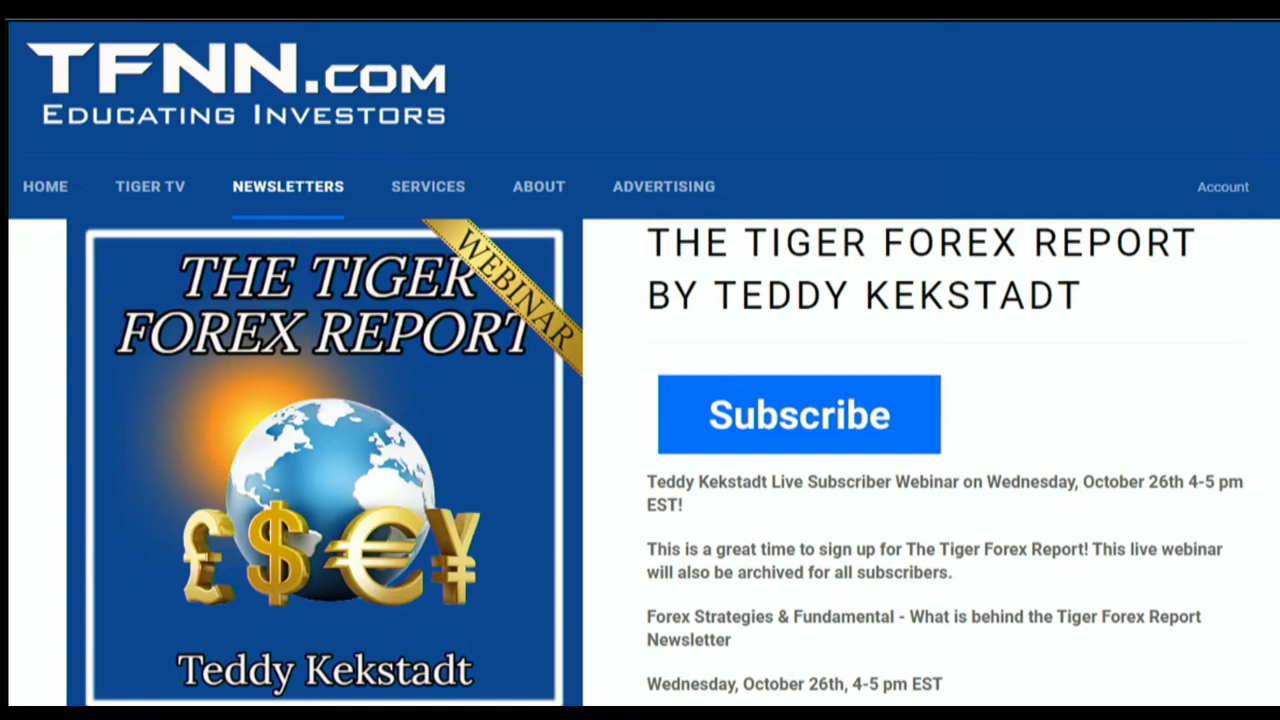 TFNN.COM
EDUCATING INVESTORS
HOME TIGER TV NEWSLETTERS SERVICES ABOUT ADVERTISING Account
WEBINAR
THE TIGER
FOREX REPORT
£ $ € ¥
Teddy Kekstadt
THE TIGER FOREX REPORT
BY TEDDY KEKSTADT
Subscribe
Teddy Kekstadt Live Subscriber Webinar on Wednesday, October 26th 4-5 pm
EST!
This is a great time to sign up for The Tiger Forex Report! This live webinar
will also be archived for all subscribers.
Forex Strategies & Fundamental - What is behind the Tiger Forex Report
Newsletter
Wednesday, October 26th, 4-5 pm EST